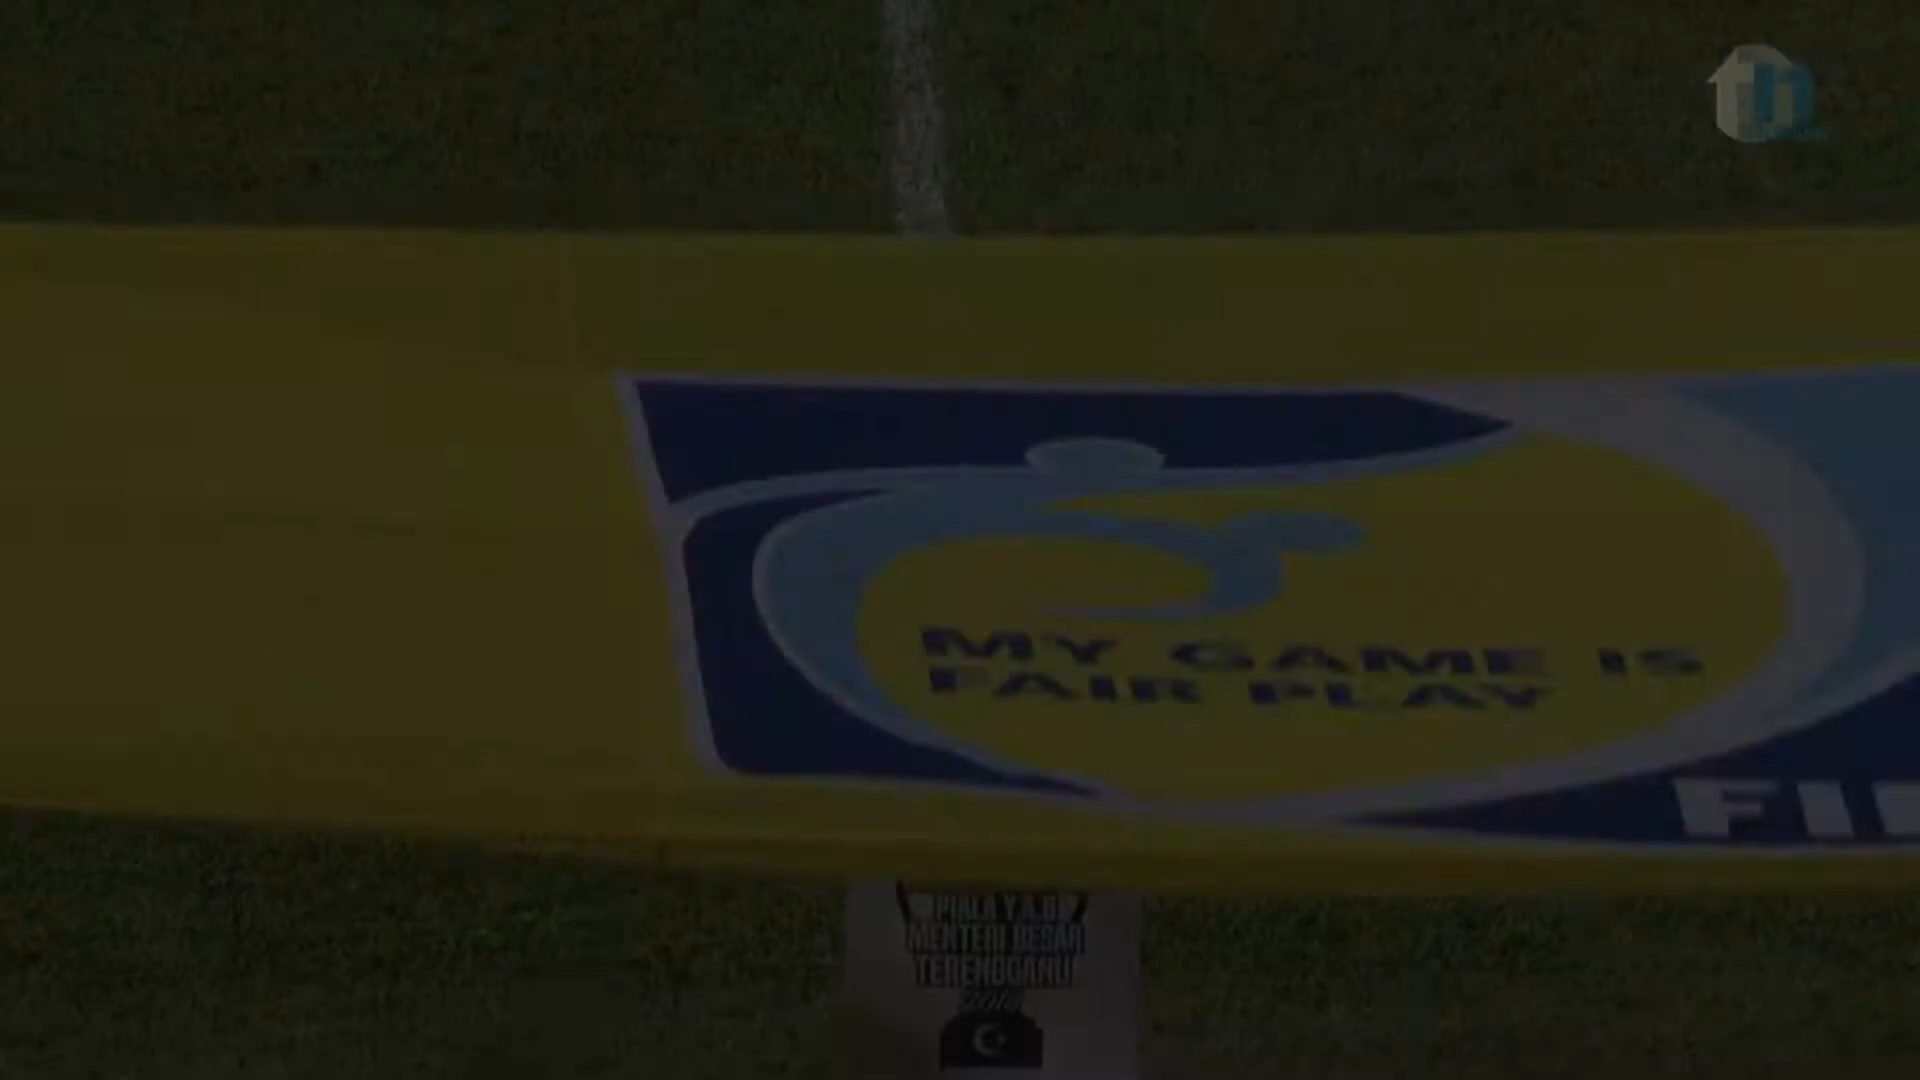 MY GAME IS
FAIR PLAY
PIALA Y.A.B
MENTERI BESAR
TERENGGANU